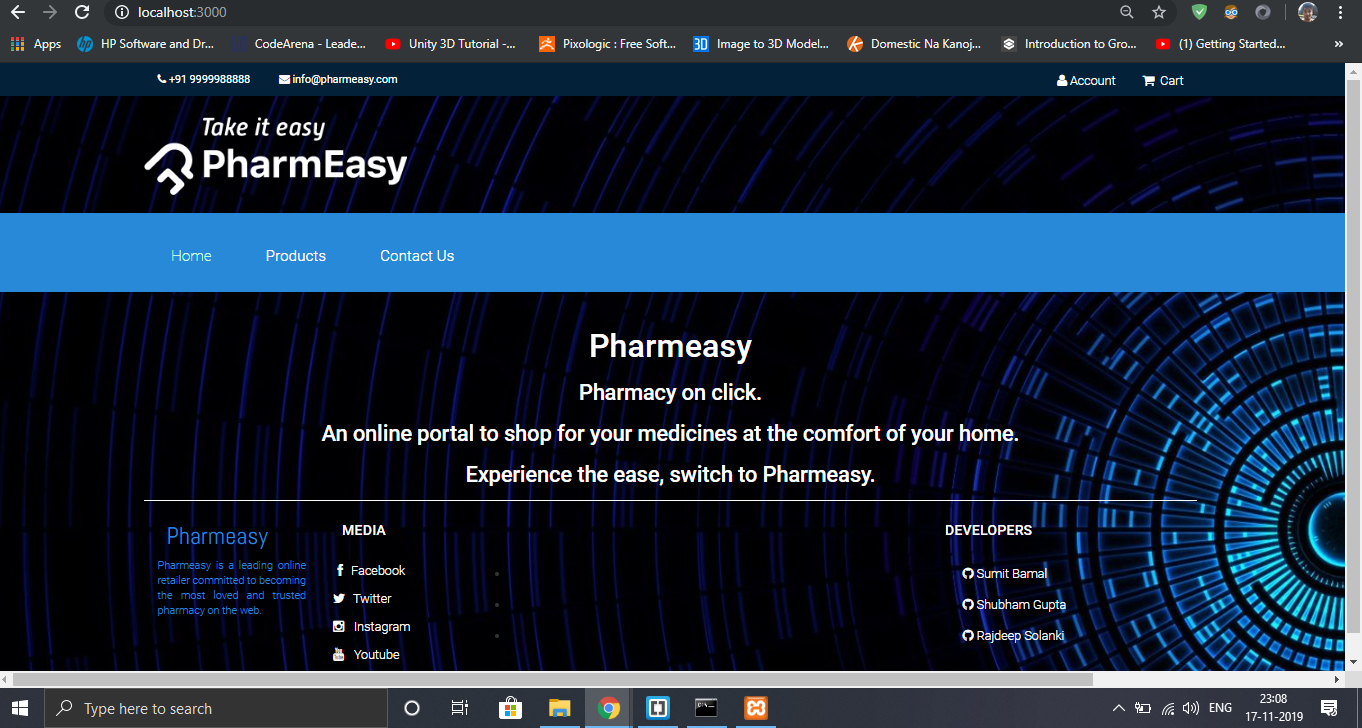 localhost:3000
Apps
HP Software and Dr...
CodeArena - Leade...
Unity 3D Tutorial -...
Pixologic : Free Soft...
3D
Image to 3D Model...
Domestic Na Kanoj...
Introduction to Gro...
(1) Getting Started...
»
+91 9999988888
info@pharmeasy.com
Account
Cart
Take it easy
PharmEasy
Home
Products
Contact Us
Pharmeasy
Pharmacy on click.
An online portal to shop for your medicines at the comfort of your home.
Experience the ease, switch to Pharmeasy.
Pharmeasy
Pharmeasy is a leading online
retailer committed to becoming
the most loved and trusted
pharmacy on the web.
MEDIA
Facebook
Twitter
Instagram
Youtube
DEVELOPERS
Sumit Bamal
Shubham Gupta
Rajdeep Solanki
Type here to search
ENG
23:08
17-11-2019